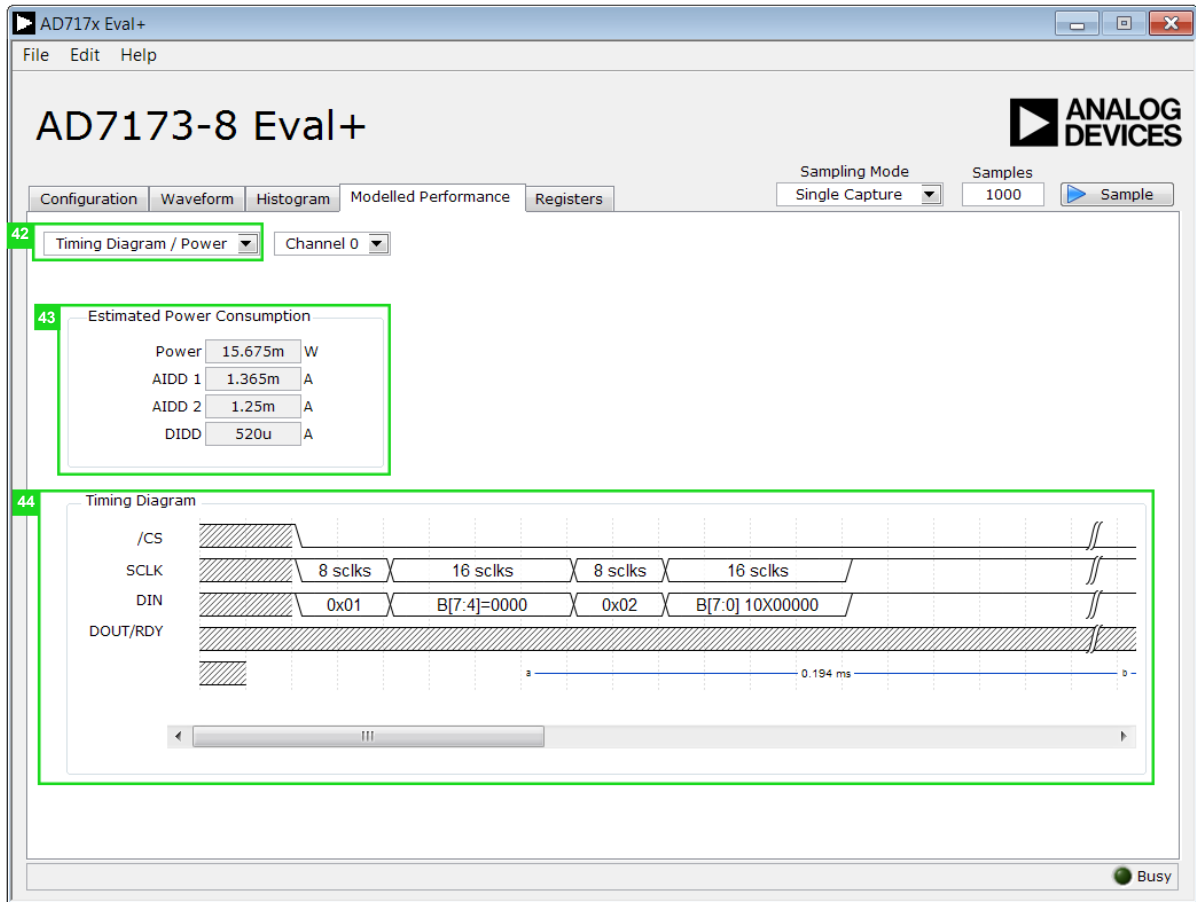 AD717x Eval+
File Edit Help
AD7173-8 Eval+
ANALOG
DEVICES
Sampling Mode
Samples
Configuration Waveform Histogram Modelled Performance Registers
Single Capture 1000 Sample
42
Timing Diagram / Power Channel 0
43
Estimated Power Consumption
Power 15.675m W
AIDD 1 1.365m A
AIDD 2 1.25m A
DIDD 520u A
44
Timing Diagram
/CS
SCLK 8 sclks 16 sclks 8 sclks 16 sclks
DIN 0x01 B[7:4]=0000 0x02 B[7:0] 10X00000
DOUT/RDY
a 0.194 ms b
Busy